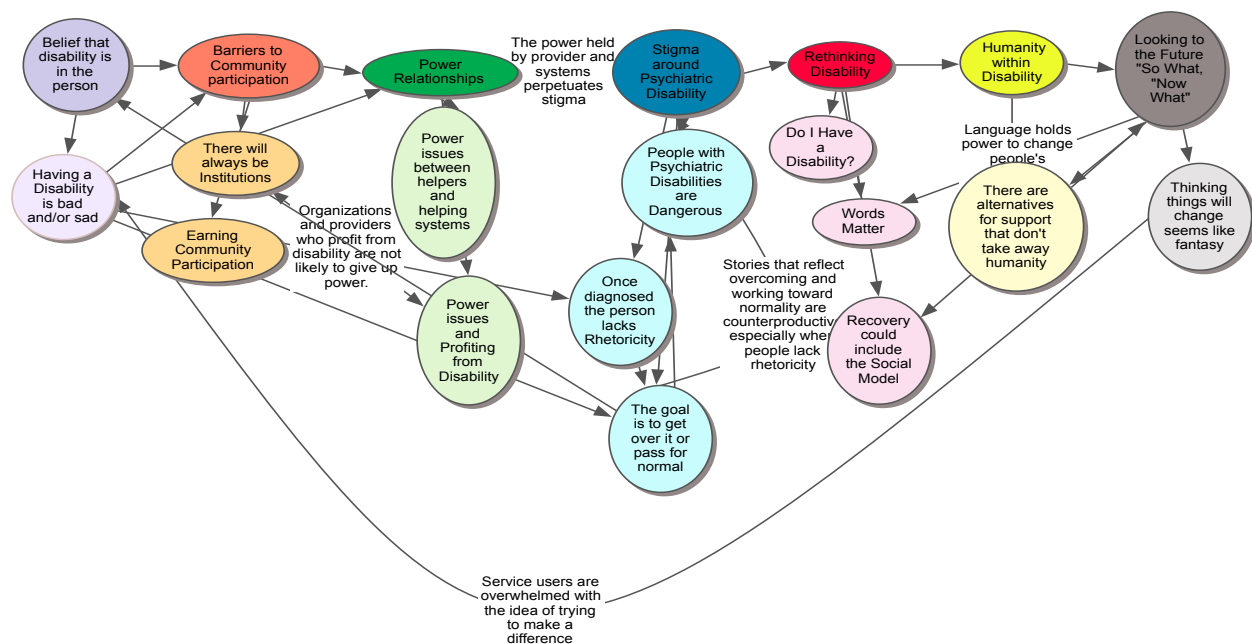 Belief that
disability is
in the
person
Barriers to
Community
participation
Power
Relationships
The power held
by provider and
systems
perpetuates
stigma
Stigma
around
Psychiatric
Disability
Rethinking
Disability
Humanity
within
Disability
Looking to
the Future
"So What,
"Now
What"
Having a
Disability
is bad
and/or sad
There will
always be
Institutions
Earning
Community
Participation
Organizations
and providers
who profit from
disability are not
likely to give up
power.
Power
issues
between
helpers
and
helping
systems
Power
issues
and
Profiting
from
Disability
People with
Psychiatric
Disabilities
are
Dangerous
Once
diagnosed
the person
lacks
Rhetoricity
The goal
is to get
over it or
pass for
normal
Stories that reflect
overcoming and
working toward
normality are
counterproductiv
especially when
people lack
rhetoricity
Do I Have
a
Disability?
Words
Matter
Recovery
could
include
the Social
Model
Language holds
power to change
people's
There are
alternatives
for support
that don't
take away
humanity
Thinking
things will
change
seems like
fantasy
Service users are
overwhelmed with
the idea of trying
to make a
difference